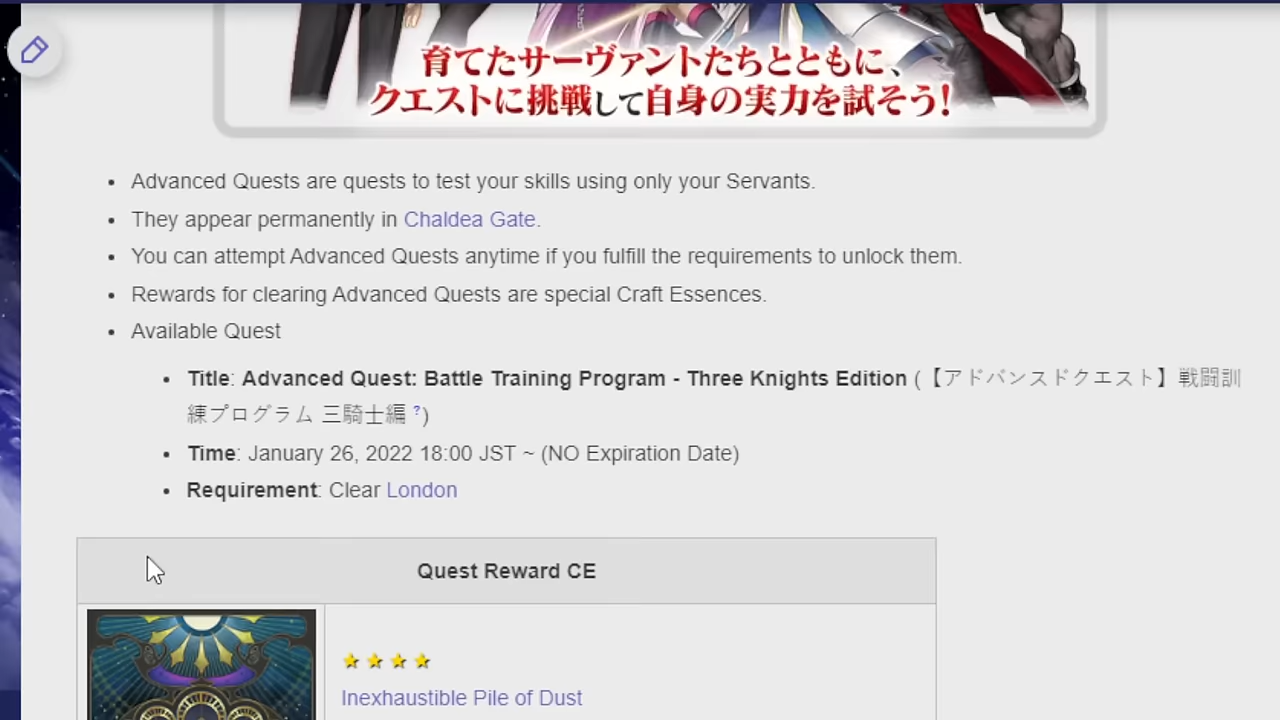 育てたサーヴァントたちとともに、
クエストに挑戦して自身の実力を試そう!
Advanced Quests are quests to test your skills using only your Servants.
They appear permanently in Chaldea Gate.
You can attempt Advanced Quests anytime if you fulfill the requirements to unlock them.
Rewards for clearing Advanced Quests are special Craft Essences.
Available Quest
Title: Advanced Quest: Battle Training Program - Three Knights Edition (【アドバンスドクエスト】戦闘訓
練プログラム 三騎士編 ?)
Time: January 26, 2022 18:00 JST ~ (NO Expiration Date)
Requirement: Clear London
Quest Reward CE
Inexhaustible Pile of Dust